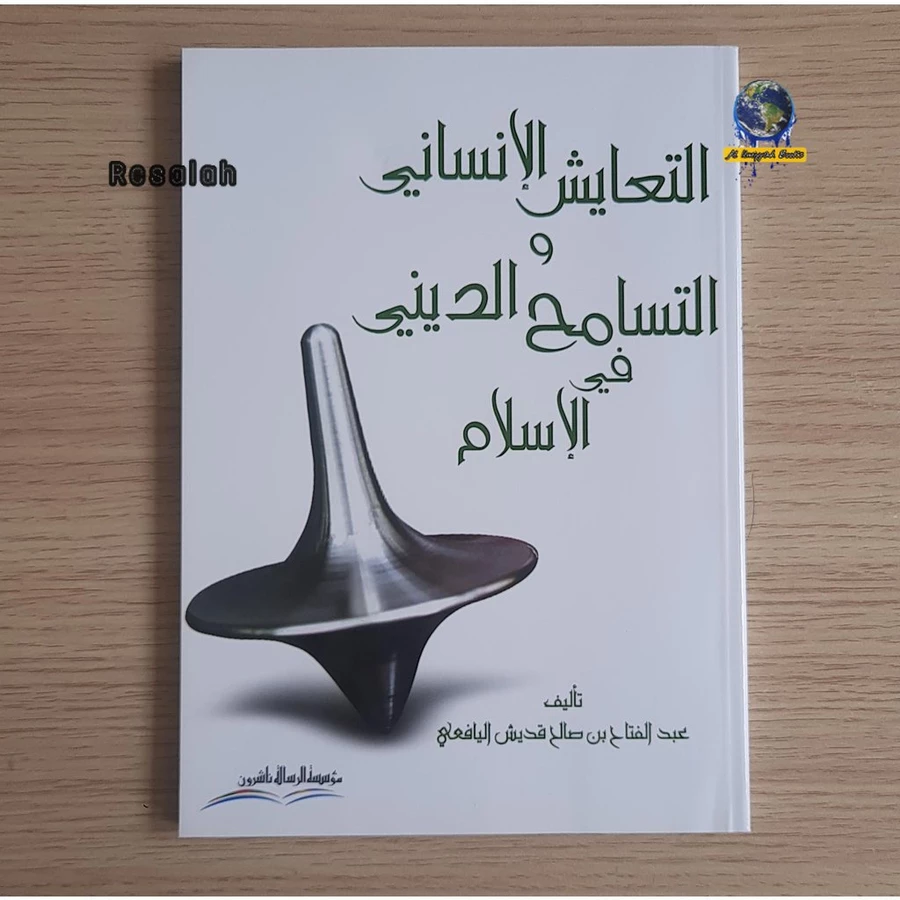 التعايش الإنساني
و
التسامح الديني
في
الإسلام
تأليف
عبد الفتاح بن صالح قديش اليافعي
مؤسسة الرسالة ناشرون
Resalah